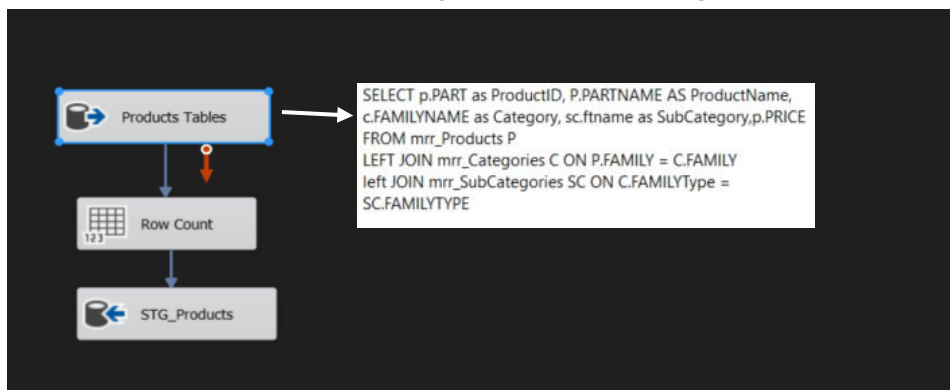 Products Tables
SELECT p.PART as ProductID, P.PARTNAME AS ProductName,
c.FAMILYNAME as Category, sc.ftname as SubCategory,p.PRICE
FROM mrr_Products P
LEFT JOIN mrr_Categories C ON P.FAMILY = C.FAMILY
left JOIN mrr_SubCategories SC ON C.FAMILYType =
SC.FAMILYTYPE
123
Row Count
STG_Products